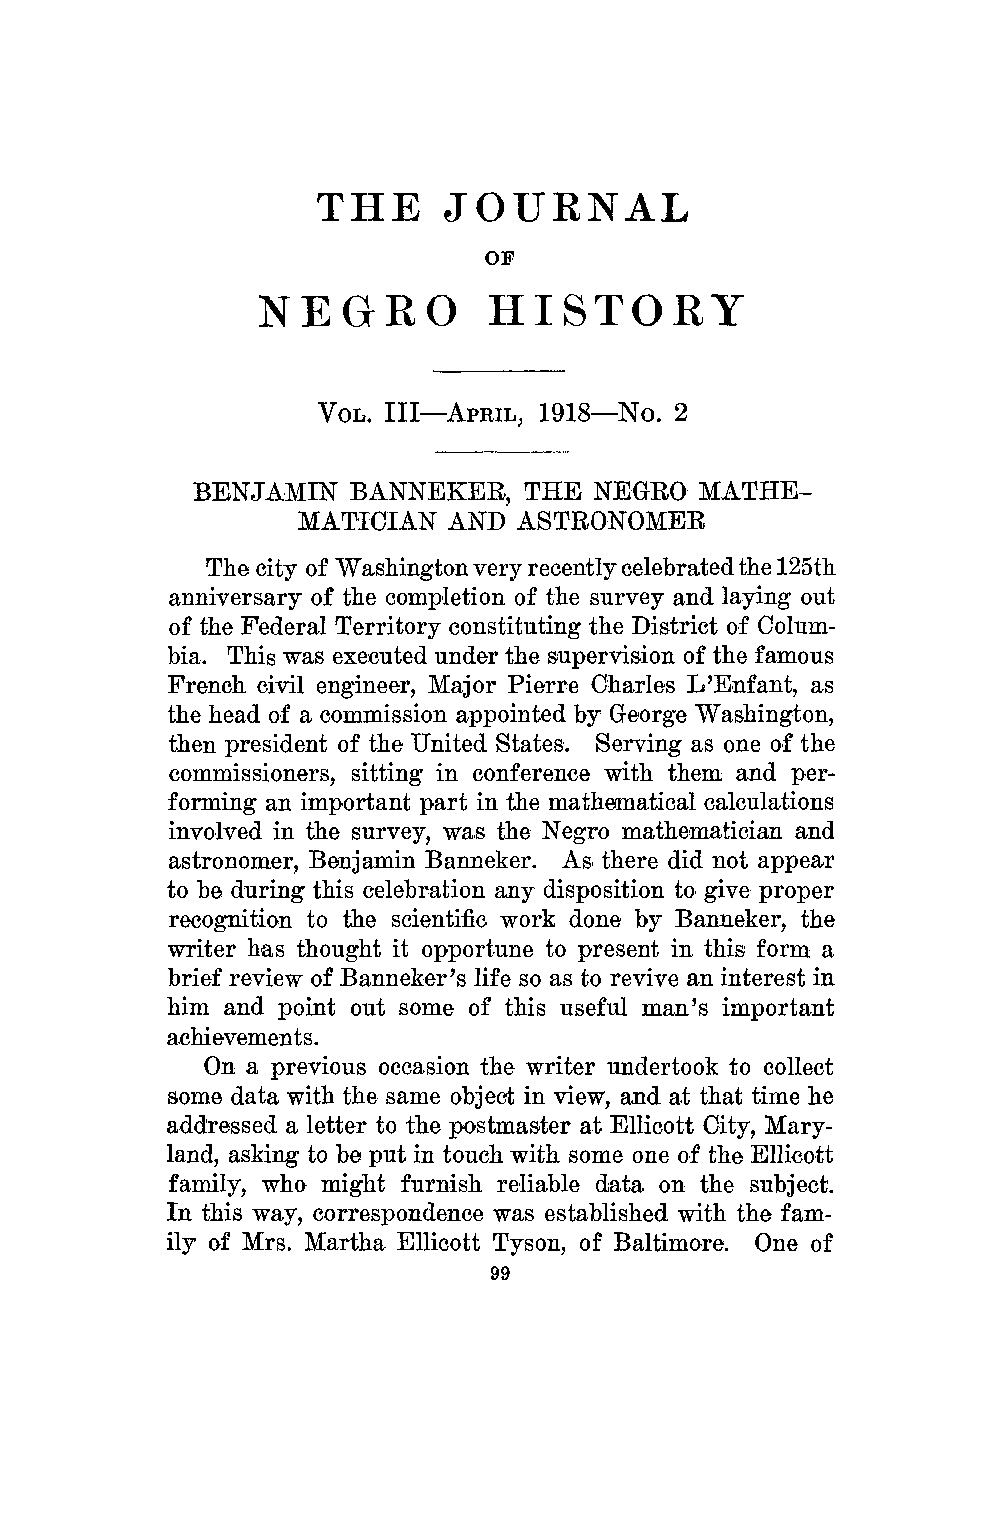 THE JOURNAL
OF
NEGRO HISTORY
VOL. III—APRIL, 1918—NO. 2
BENJAMIN BANNEKER, THE NEGRO MATHE-
MATICIAN AND ASTRONOMER
The city of Washington very recently celebrated the 125th
anniversary of the completion of the survey and laying out
of the Federal Territory constituting the District of Colum-
bia. This was executed under the supervision of the famous
French civil engineer, Major Pierre Charles L'Enfant, as
the head of a commission appointed by George Washington,
then president of the United States. Serving as one of the
commissioners, sitting in conference with them and per-
forming an important part in the mathematical calculations
involved in the survey, was the Negro mathematician and
astronomer, Benjamin Banneker. As there did not appear
to be during this celebration any disposition to give proper
recognition to the scientific work done by Banneker, the
writer has thought it opportune to present in this form a
brief review of Banneker's life so as to revive an interest in
him and point out some of this useful man's important
achievements.
On a previous occasion the writer undertook to collect
some data with the same object in view, and at that time he
addressed a letter to the postmaster at Ellicott City, Mary-
land, asking to be put in touch with some one of the Ellicott
family, who might furnish reliable data on the subject.
In this way, correspondence was established with the fam-
ily of Mrs. Martha Ellicott Tyson, of Baltimore. One of
99